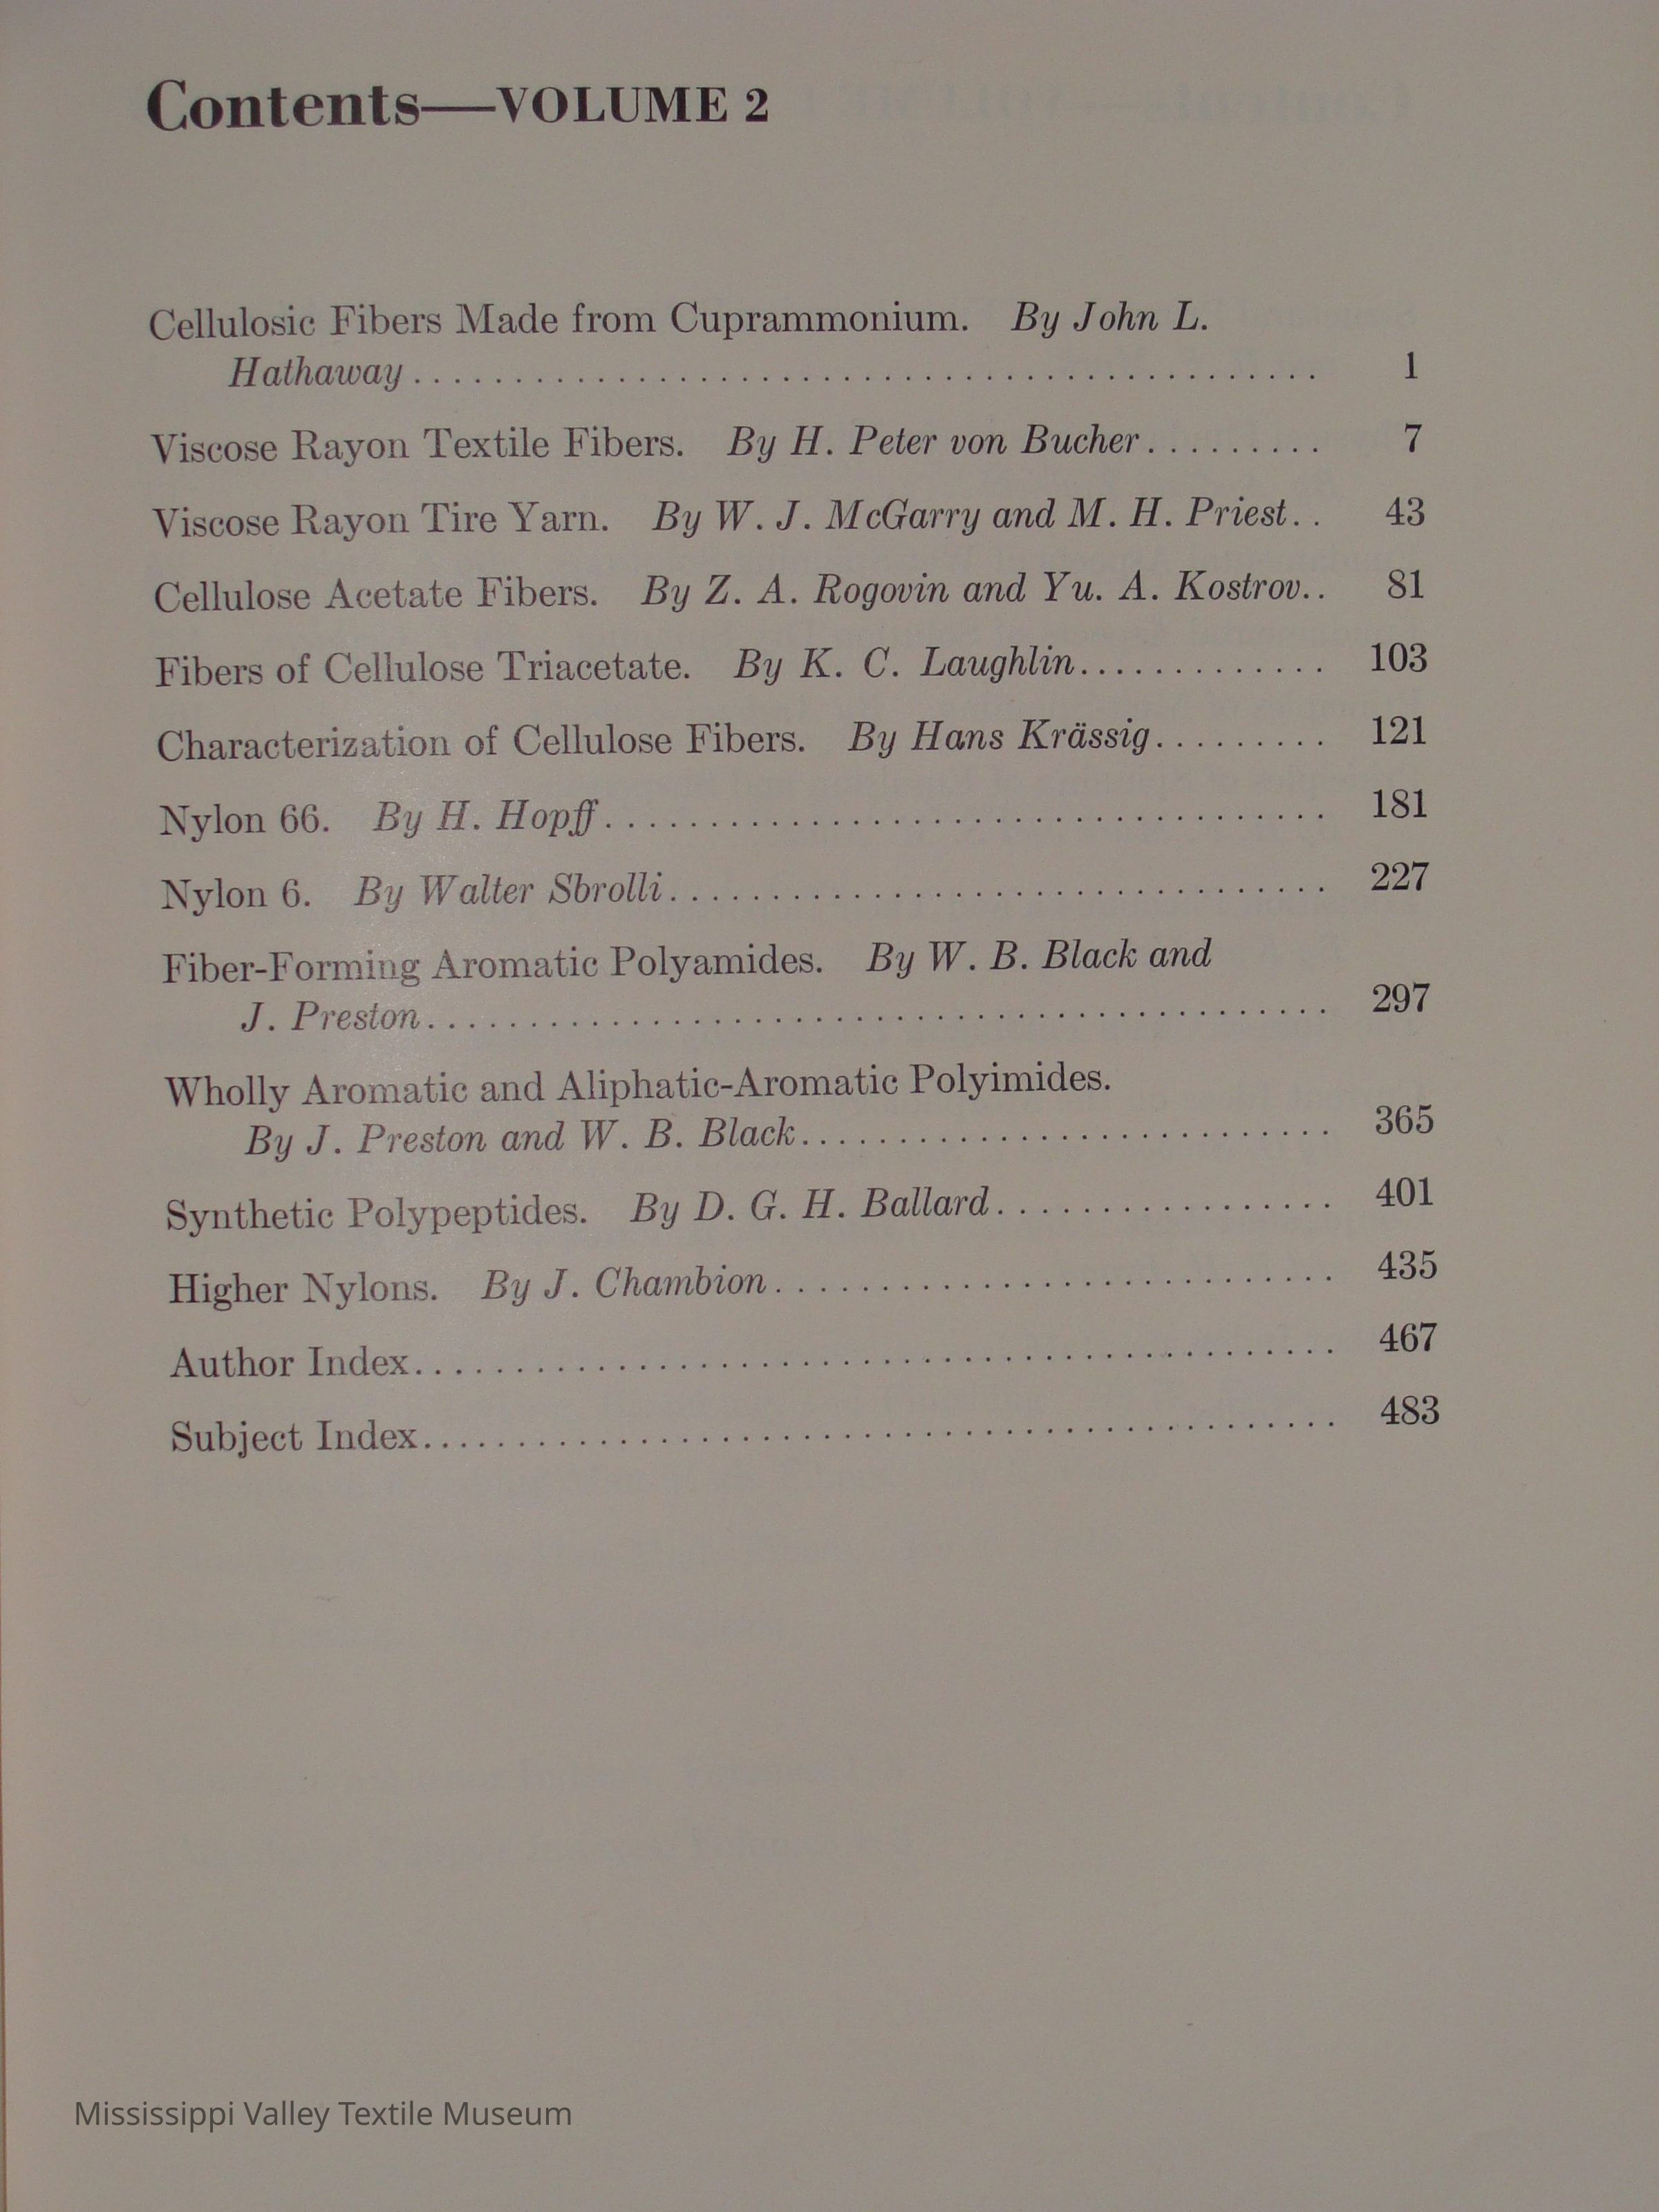 Contents—VOLUME 2
Cellulosic Fibers Made from Cuprammonium. By John L.
Hathaway.............................................. 1
Viscose Rayon Textile Fibers. By H. Peter von Bucher......... 7
Viscose Rayon Tire Yarn. By W. J. McGarry and M. H. Priest.. 43
Cellulose Acetate Fibers. By Z. A. Rogovin and Yu. A. Kostrov.. 81
Fibers of Cellulose Triacetate. By K. C. Laughlin............. 103
Characterization of Cellulose Fibers. By Hans Krässig......... 121
Nylon 66. By H. Hopff.................................... 181
Nylon 6. By Walter Sbrolli................................. 227
Fiber-Forming Aromatic Polyamides. By W. B. Black and
J. Preston.............................................. 297
Wholly Aromatic and Aliphatic-Aromatic Polyimides.
By J. Preston and W. B. Black........................... 365
Synthetic Polypeptides. By D. G. H. Ballard................. 401
Higher Nylons. By J. Chambion............................ 435
Author Index.............................................. 467
Subject Index.............................................. 483
Mississippi Valley Textile Museum